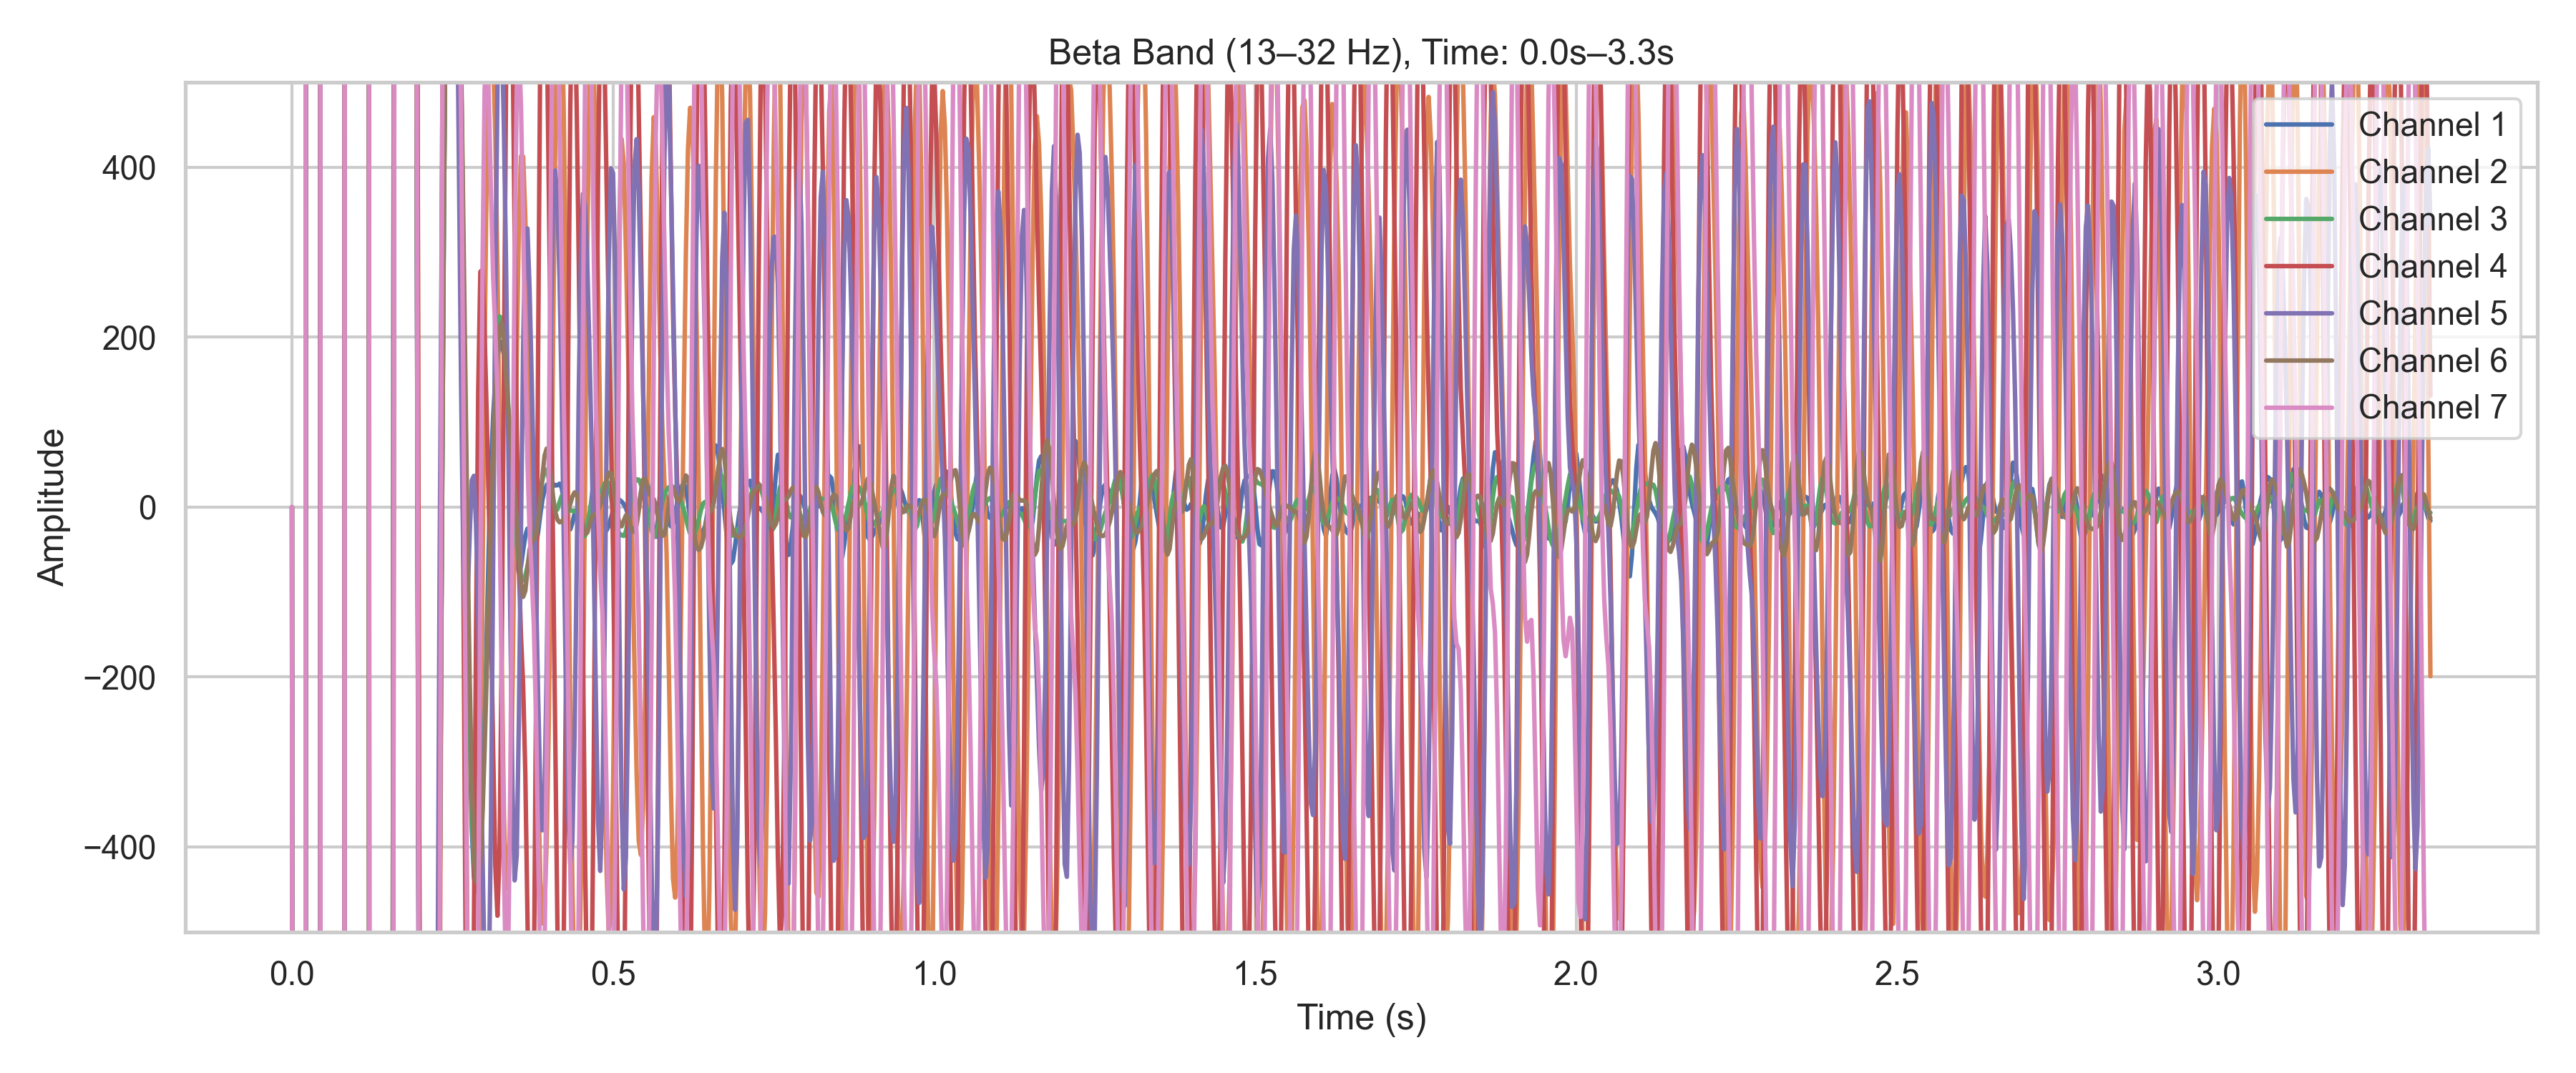 Beta Band (13–32 Hz), Time: 0.0s–3.3s
Amplitude
400
200
0
−200
−400
0.0
0.5
1.0
1.5
2.0
2.5
3.0
Time (s)
Channel 1
Channel 2
Channel 3
Channel 4
Channel 5
Channel 6
Channel 7